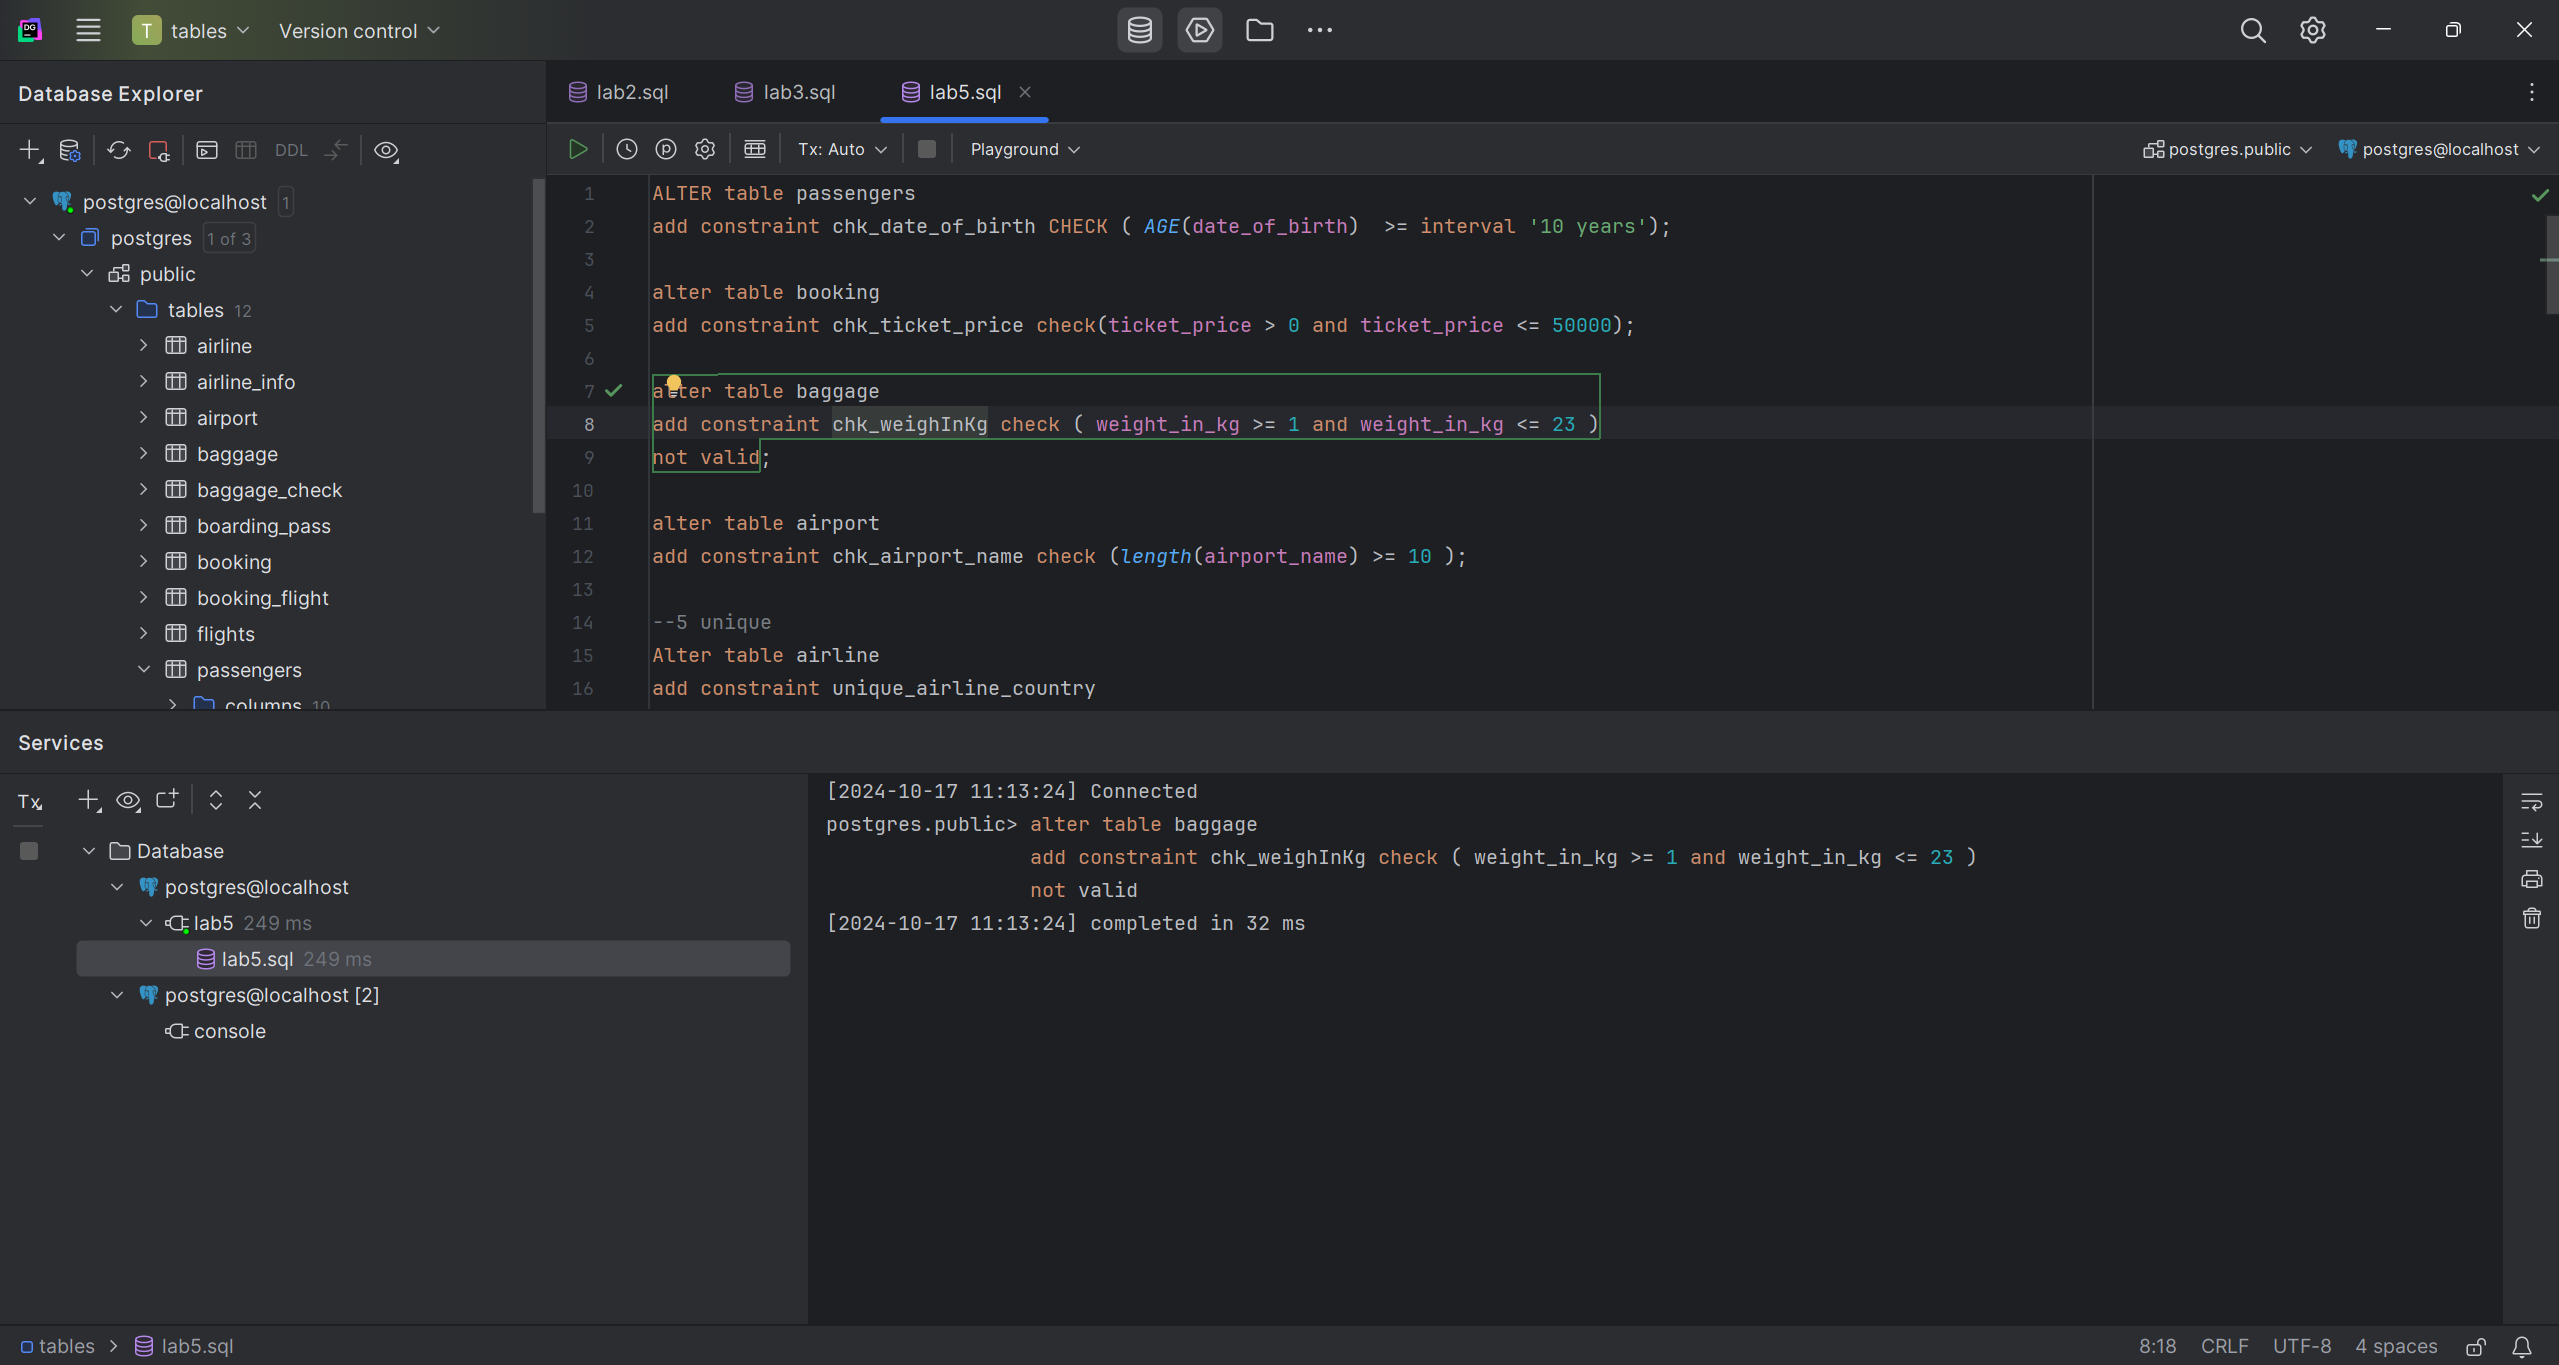 DG
T tables Version control
Database Explorer
lab2.sql lab3.sql lab5.sql
DDL
Tx: Auto Playground postgres.public postgres@localhost
postgres@localhost 1
postgres 1 of 3
public
tables 12
airline
airline_info
airport
baggage
baggage_check
boarding_pass
booking
booking_flight
flights
passengers
columns 10
1 ALTER table passengers
2 add constraint chk_date_of_birth CHECK ( AGE(date_of_birth)  >= interval '10 years');
3
4 alter table booking
5 add constraint chk_ticket_price check(ticket_price > 0 and ticket_price <= 50000);
6
7 alter table baggage
8 add constraint chk_weighInKg check ( weight_in_kg >= 1 and weight_in_kg <= 23 )
9 not valid;
10
11 alter table airport
12 add constraint chk_airport_name check (length(airport_name) >= 10 );
13
14 --5 unique
15 Alter table airline
16 add constraint unique_airline_country
Services
Tx
Database
postgres@localhost
lab5 249 ms
lab5.sql 249 ms
postgres@localhost [2]
console
[2024-10-17 11:13:24] Connected
postgres.public> alter table baggage
add constraint chk_weighInKg check ( weight_in_kg >= 1 and weight_in_kg <= 23 )
not valid
[2024-10-17 11:13:24] completed in 32 ms
tables > lab5.sql
8:18 CRLF UTF-8 4 spaces